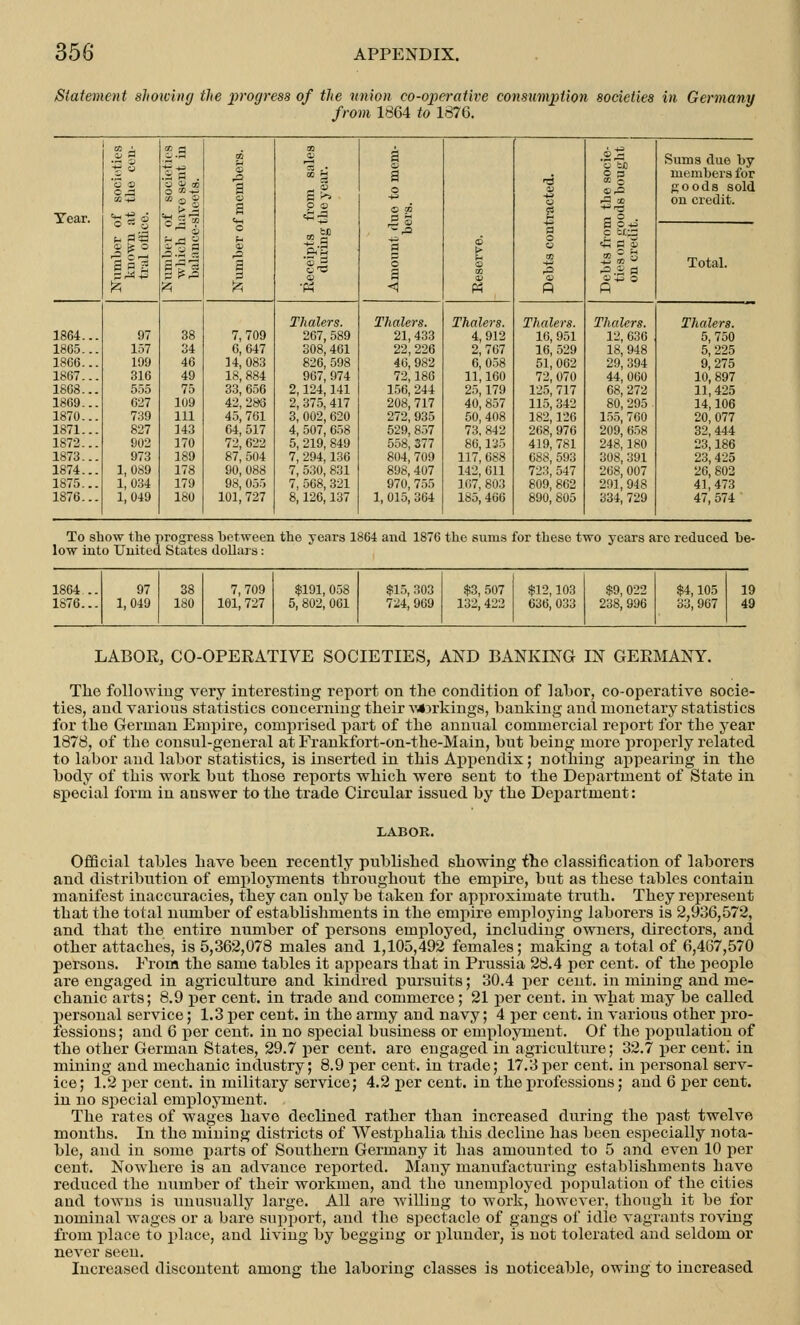 356 APPENDIX.
Statement showing the progress of the union co-operative consumption societies in Germany
from 1864 to 1876.
Year. | Number of societies known at the central office. | Number of societies which have sent in balance-sheets. | Number of members. | Receipts from sales during the year. | Amount due to members. | Reserve. | Debts contracted. | Debts from the societies on goods bought on credit. | Sums due by members for goods sold on credit. Total.
Thalers. Thalers. Thalers. Thalers. Thalers. Thalers.
1864... 97 38 7,709 267,589 21,433 4,912 16,951 12,636 5,750
1865... 157 34 6,647 308,461 22,226 2,767 16,529 18,948 5,225
1866... 199 46 14,083 826,598 46,982 6,058 51,062 29,394 9,275
1867... 316 49 18,884 967,974 72,186 11,160 72,070 44,060 10,897
1868... 555 75 33,656 2,124,141 156,244 25,179 125,717 68,272 11,425
1869... 627 109 42,286 2,375,417 208,717 40,857 115,342 80,295 14,106
1870... 739 111 45,761 3,002,620 272,935 50,408 182,126 155,760 20,077
1871... 827 143 64,517 4,507,658 529,857 73,842 268,976 209,658 32,444
1872... 902 170 72,622 5,219,849 558,377 86,125 419,781 248,180 23,186
1873... 973 189 87,504 7,294,136 804,709 117,688 688,593 308,391 23,425
1874... 1,089 178 90,088 7,530,831 898,407 142,611 723,547 268,007 26,802
1875... 1,034 179 98,055 7,568,321 970,755 167,803 809,862 291,948 41,473
1876... 1,049 180 101,727 8,126,137 1,015,364 185,466 890,805 334,729 47,574
To show the progress between the years 1864 and 1876 the sums for these two years are reduced be-
low into United States dollars:
1864... 97 38 7,709 $191,058 $15,303 $3,507 $12,103 $9,022 $4,105 19
1876... 1,049 180 101,727 5,802,061 724,969 132,422 636,033 238,996 33,967 49
LABOR, CO-OPERATIVE SOCIETIES, AND BANKING IN GERMANY.
The following very interesting report on the condition of labor, co-operative socie-
ties, and various statistics concerning their workings, banking and monetary statistics
for the German Empire, comprised part of the annual commercial report for the year
1878, of the consul-general at Frankfort-on-the-Main, but being more properly related
to labor and labor statistics, is inserted in this Appendix; nothing appearing in the
body of this work but those reports which were sent to the Department of State in
special form in answer to the trade Circular issued by the Department:
LABOR.
Official tables have been recently published showing the classification of laborers
and distribution of employments throughout the empire, but as these tables contain
manifest inaccuracies, they can only be taken for approximate truth. They represent
that the total number of establishments in the empire employing laborers is 2,936,572,
and that the entire number of persons employed, including owners, directors, and
other attaches, is 5,362,078 males and 1,105,492 females; making a total of 6,467,570
persons. From the same tables it appears that in Prussia 28.4 per cent. of the people
are engaged in agriculture and kindred pursuits; 30.4 per cent. in mining and me-
chanic arts; 8.9 per cent. in trade and commerce; 21 per cent. in what may be called
personal service; 1.3 per cent. in the army and navy; 4 per cent. in various other pro-
fessions; and 6 per cent. in no special business or employment. Of the population of
the other German States, 29.7 per cent. are engaged in agriculture; 32.7 per cent. in
mining and mechanic industry; 8.9 per cent. in trade; 17.3 per cent. in personal serv-
ice; 1.2 per cent. in military service; 4.2 per cent. in the professions; and 6 per cent.
in no special employment.
The rates of wages have declined rather than increased during the past twelve
months. In the mining districts of Westphalia this decline has been especially nota-
ble, and in some parts of Southern Germany it has amounted to 5 and even 10 per
cent. Nowhere is an advance reported. Many manufacturing establishments have
reduced the number of their workmen, and the unemployed population of the cities
and towns is unusually large. All are willing to work, however, though it be for
nominal wages or a bare support, and the spectacle of gangs of idle vagrants roving
from place to place, and living by begging or plunder, is not tolerated and seldom or
never seen.
Increased discontent among the laboring classes is noticeable, owing to increased